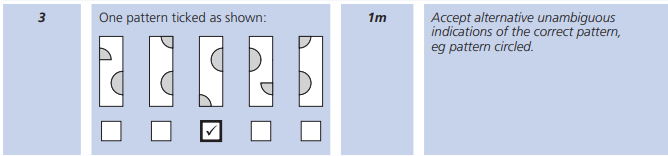 3
One pattern ticked as shown:
1m
Accept alternative unambiguous
indications of the correct pattern,
eg pattern circled.